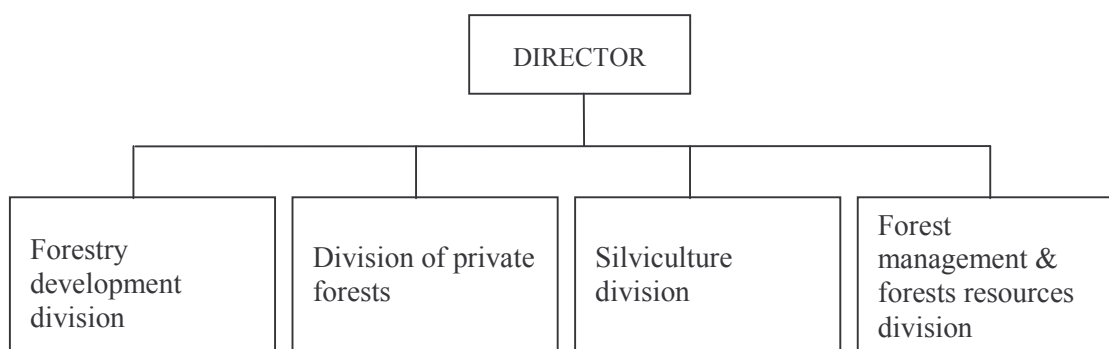 DIRECTOR
Forestry
development
division
Division of private
forests
Silviculture
division
Forest
management &
forests resources
division